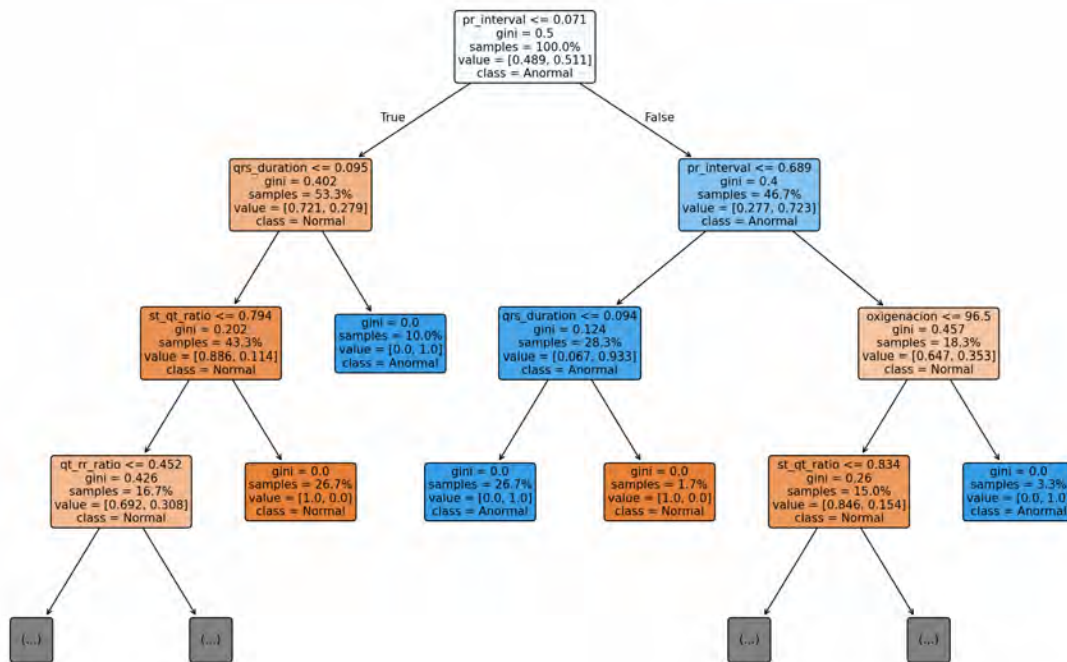 pr_interval <= 0.071
gini = 0.5
samples = 100.0%
value = [0.489, 0.511]
class = Anormal
True
False
qrs_duration <= 0.095
gini = 0.402
samples = 53.3%
value = [0.721, 0.279]
class = Normal
pr_interval <= 0.689
gini = 0.4
samples = 46.7%
value = [0.277, 0.723]
class = Anormal
st_qt_ratio <= 0.794
gini = 0.202
samples = 43.3%
value = [0.886, 0.114]
class = Normal
gini = 0.0
samples = 10.0%
value = [0.0, 1.0]
class = Anormal
qrs_duration <= 0.094
gini = 0.124
samples = 28.3%
value = [0.067, 0.933]
class = Anormal
oxigenacion <= 96.5
gini = 0.457
samples = 18.3%
value = [0.647, 0.353]
class = Normal
qt_rr_ratio <= 0.452
gini = 0.426
samples = 16.7%
value = [0.692, 0.308]
class = Normal
gini = 0.0
samples = 26.7%
value = [1.0, 0.0]
class = Normal
gini = 0.0
samples = 26.7%
value = [0.0, 1.0]
class = Anormal
gini = 0.0
samples = 1.7%
value = [1.0, 0.0]
class = Normal
st_qt_ratio <= 0.834
gini = 0.26
samples = 15.0%
value = [0.846, 0.154]
class = Normal
gini = 0.0
samples = 3.3%
value = [0.0, 1.0]
class = Anormal
(...)
(...)
(...)
(...)